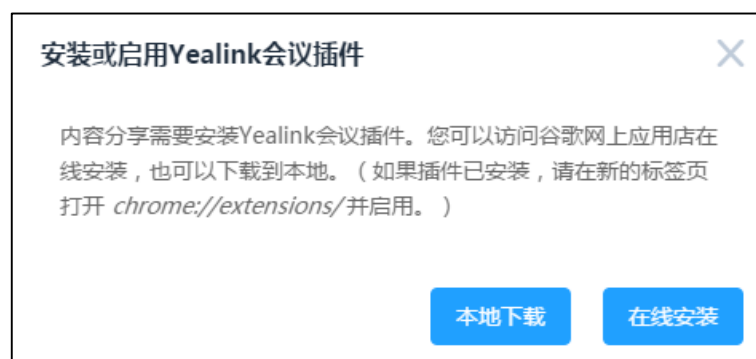 安装或启用Yealink会议插件
内容分享需要安装Yealink会议插件。您可以访问谷歌网上应用店在
线安装，也可以下载到本地。（如果插件已安装，请在新的标签页
打开 chrome://extensions/ 并启用。）
本地下载 在线安装